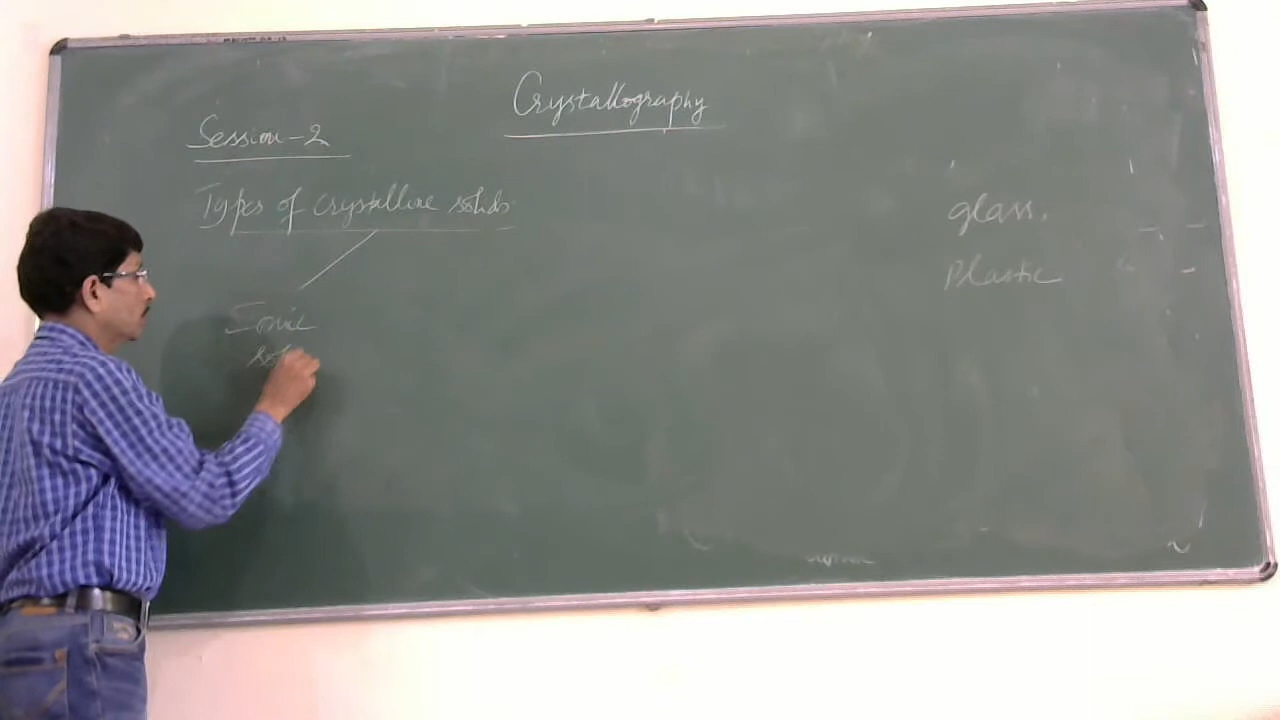 Crystallography
Session-2
Types of crystalline solids
glass.
Plastic
Ionic